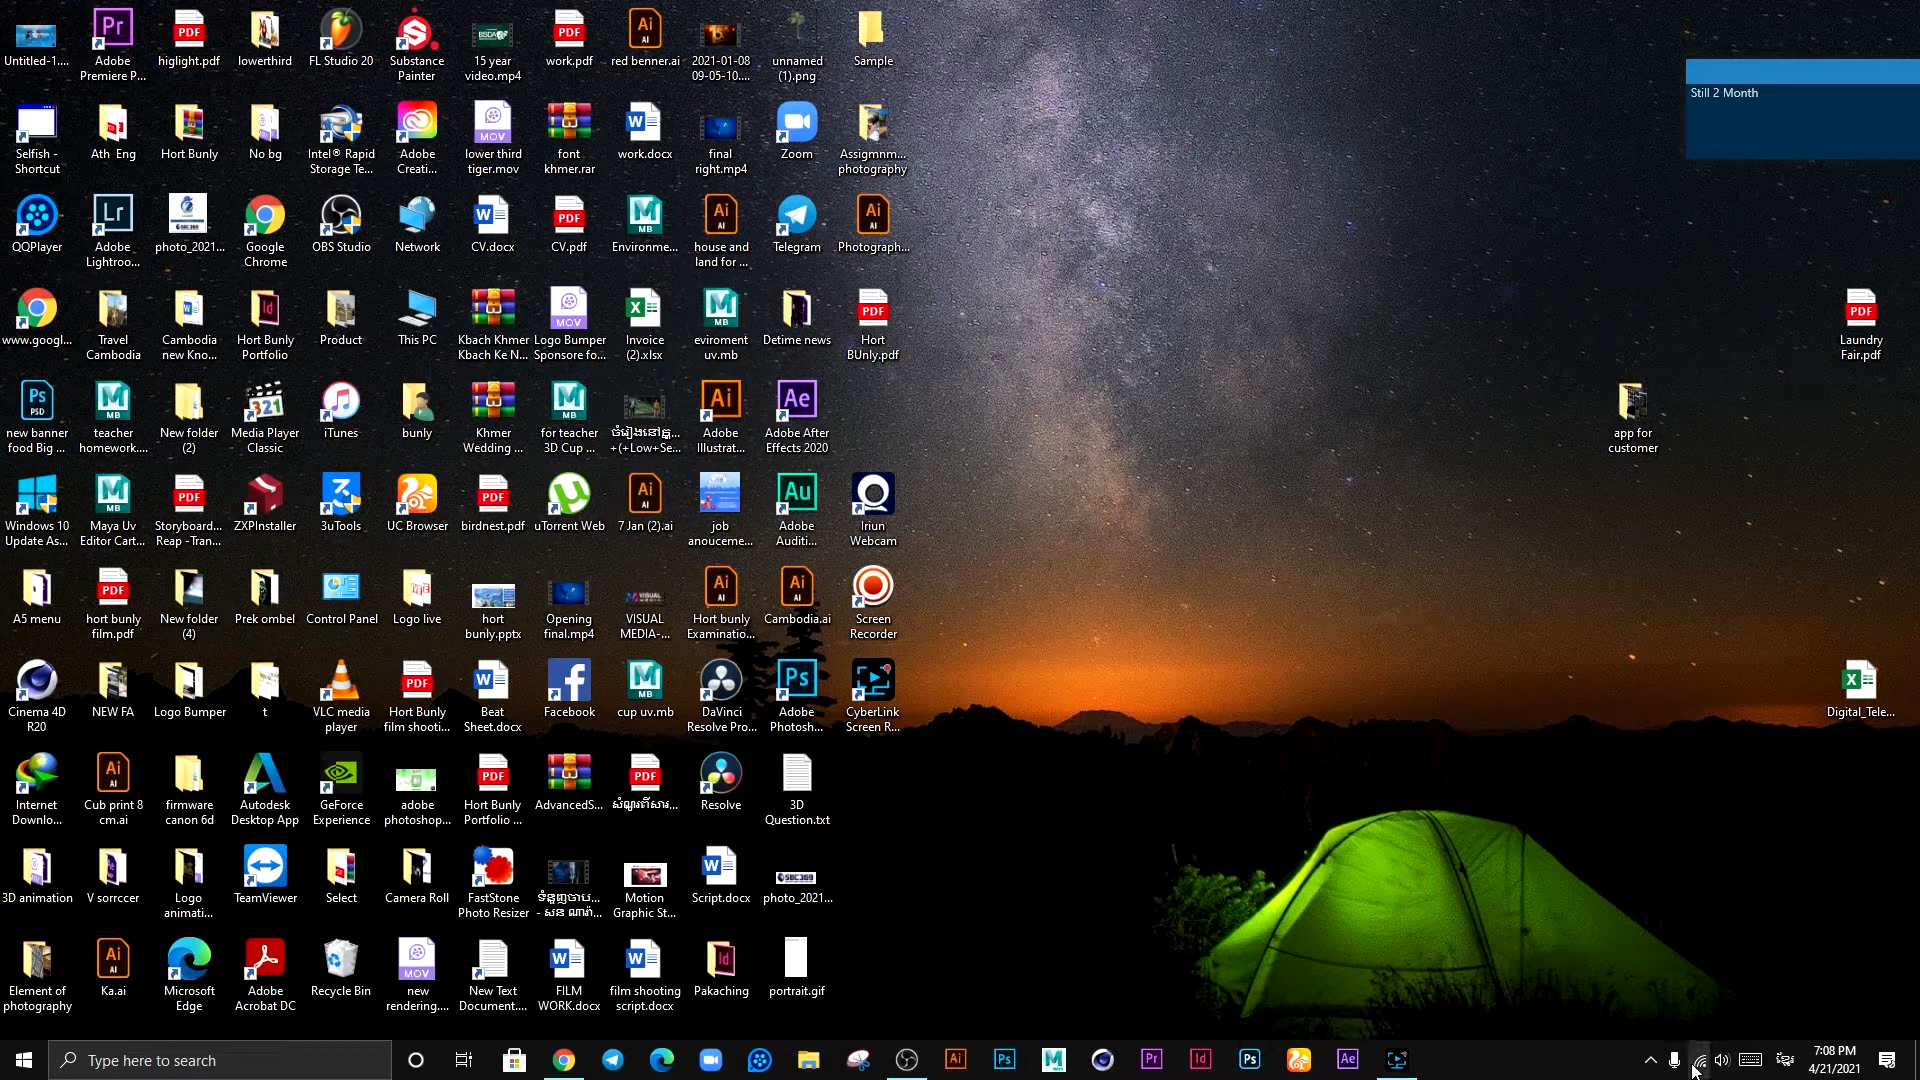 Untitled-1....
Adobe
Premiere P...
higlight.pdf
lowerthird
FL Studio 20
Substance
Painter
15 year
video.mp4
work.pdf
red benner.ai
2021-01-08
09-05-10....
unnamed
(1).png
Sample
Still 2 Month
Selfish -
Shortcut
Ath Eng
Hort Bunly
No bg
Intel® Rapid
Storage Te...
Adobe
Creati...
lower third
tiger.mov
font
khmer.rar
work.docx
final
right.mp4
Zoom
Assigmnm...
photography
QQPlayer
Adobe
Lightroo...
photo_2021...
Google
Chrome
OBS Studio
Network
CV.docx
CV.pdf
Environme...
house and
land for ...
Telegram
Photograph...
www.googl...
Travel
Cambodia
Cambodia
new Kno...
Hort Bunly
Portfolio
Product
This PC
Kbach Khmer
Kbach Ke N...
Logo Bumper
Sponsore fo...
Invoice
(2).xlsx
eviroment
uv.mb
Detime news
Hort
BUnly.pdf
Laundry
Fair.pdf
new banner
food Big ...
teacher
homework....
New folder
(2)
Media Player
Classic
iTunes
bunly
Khmer
Wedding ...
for teacher
3D Cup ...
+(+Low+Se...
Adobe
Illustrat...
Adobe After
Effects 2020
app for
customer
Windows 10
Update As...
Maya Uv
Editor Cart...
Storyboard...
Reap -Tran...
ZXPInstaller
3uTools
UC Browser
birdnest.pdf
uTorrent Web
7 Jan (2).ai
job
anouceme...
Adobe
Auditi...
Iriun
Webcam
A5 menu
hort bunly
film.pdf
New folder
(4)
Prek ombel
Control Panel
Logo live
hort
bunly.pptx
Opening
final.mp4
VISUAL
MEDIA-...
Hort bunly
Examinatio...
Cambodia.ai
Screen
Recorder
Cinema 4D
R20
NEW FA
Logo Bumper
t
VLC media
player
Hort Bunly
film shooti...
Beat
Sheet.docx
Facebook
cup uv.mb
DaVinci
Resolve Pro...
Adobe
Photosh...
CyberLink
Screen R...
Digital_Tele...
Internet
Downlo...
Cub print 8
cm.ai
firmware
canon 6d
Autodesk
Desktop App
GeForce
Experience
adobe
photoshop...
Hort Bunly
Portfolio ...
AdvancedS...
Resolve
3D
Question.txt
3D animation
V sorrccer
Logo
animati...
TeamViewer
Select
Camera Roll
FastStone
Photo Resizer
Motion
Graphic St...
Script.docx
photo_2021...
Element of
photography
Ka.ai
Microsoft
Edge
Adobe
Acrobat DC
Recycle Bin
new
rendering....
New Text
Document....
FILM
WORK.docx
film shooting
script.docx
Pakaching
portrait.gif
Type here to search
7:08 PM
4/21/2021